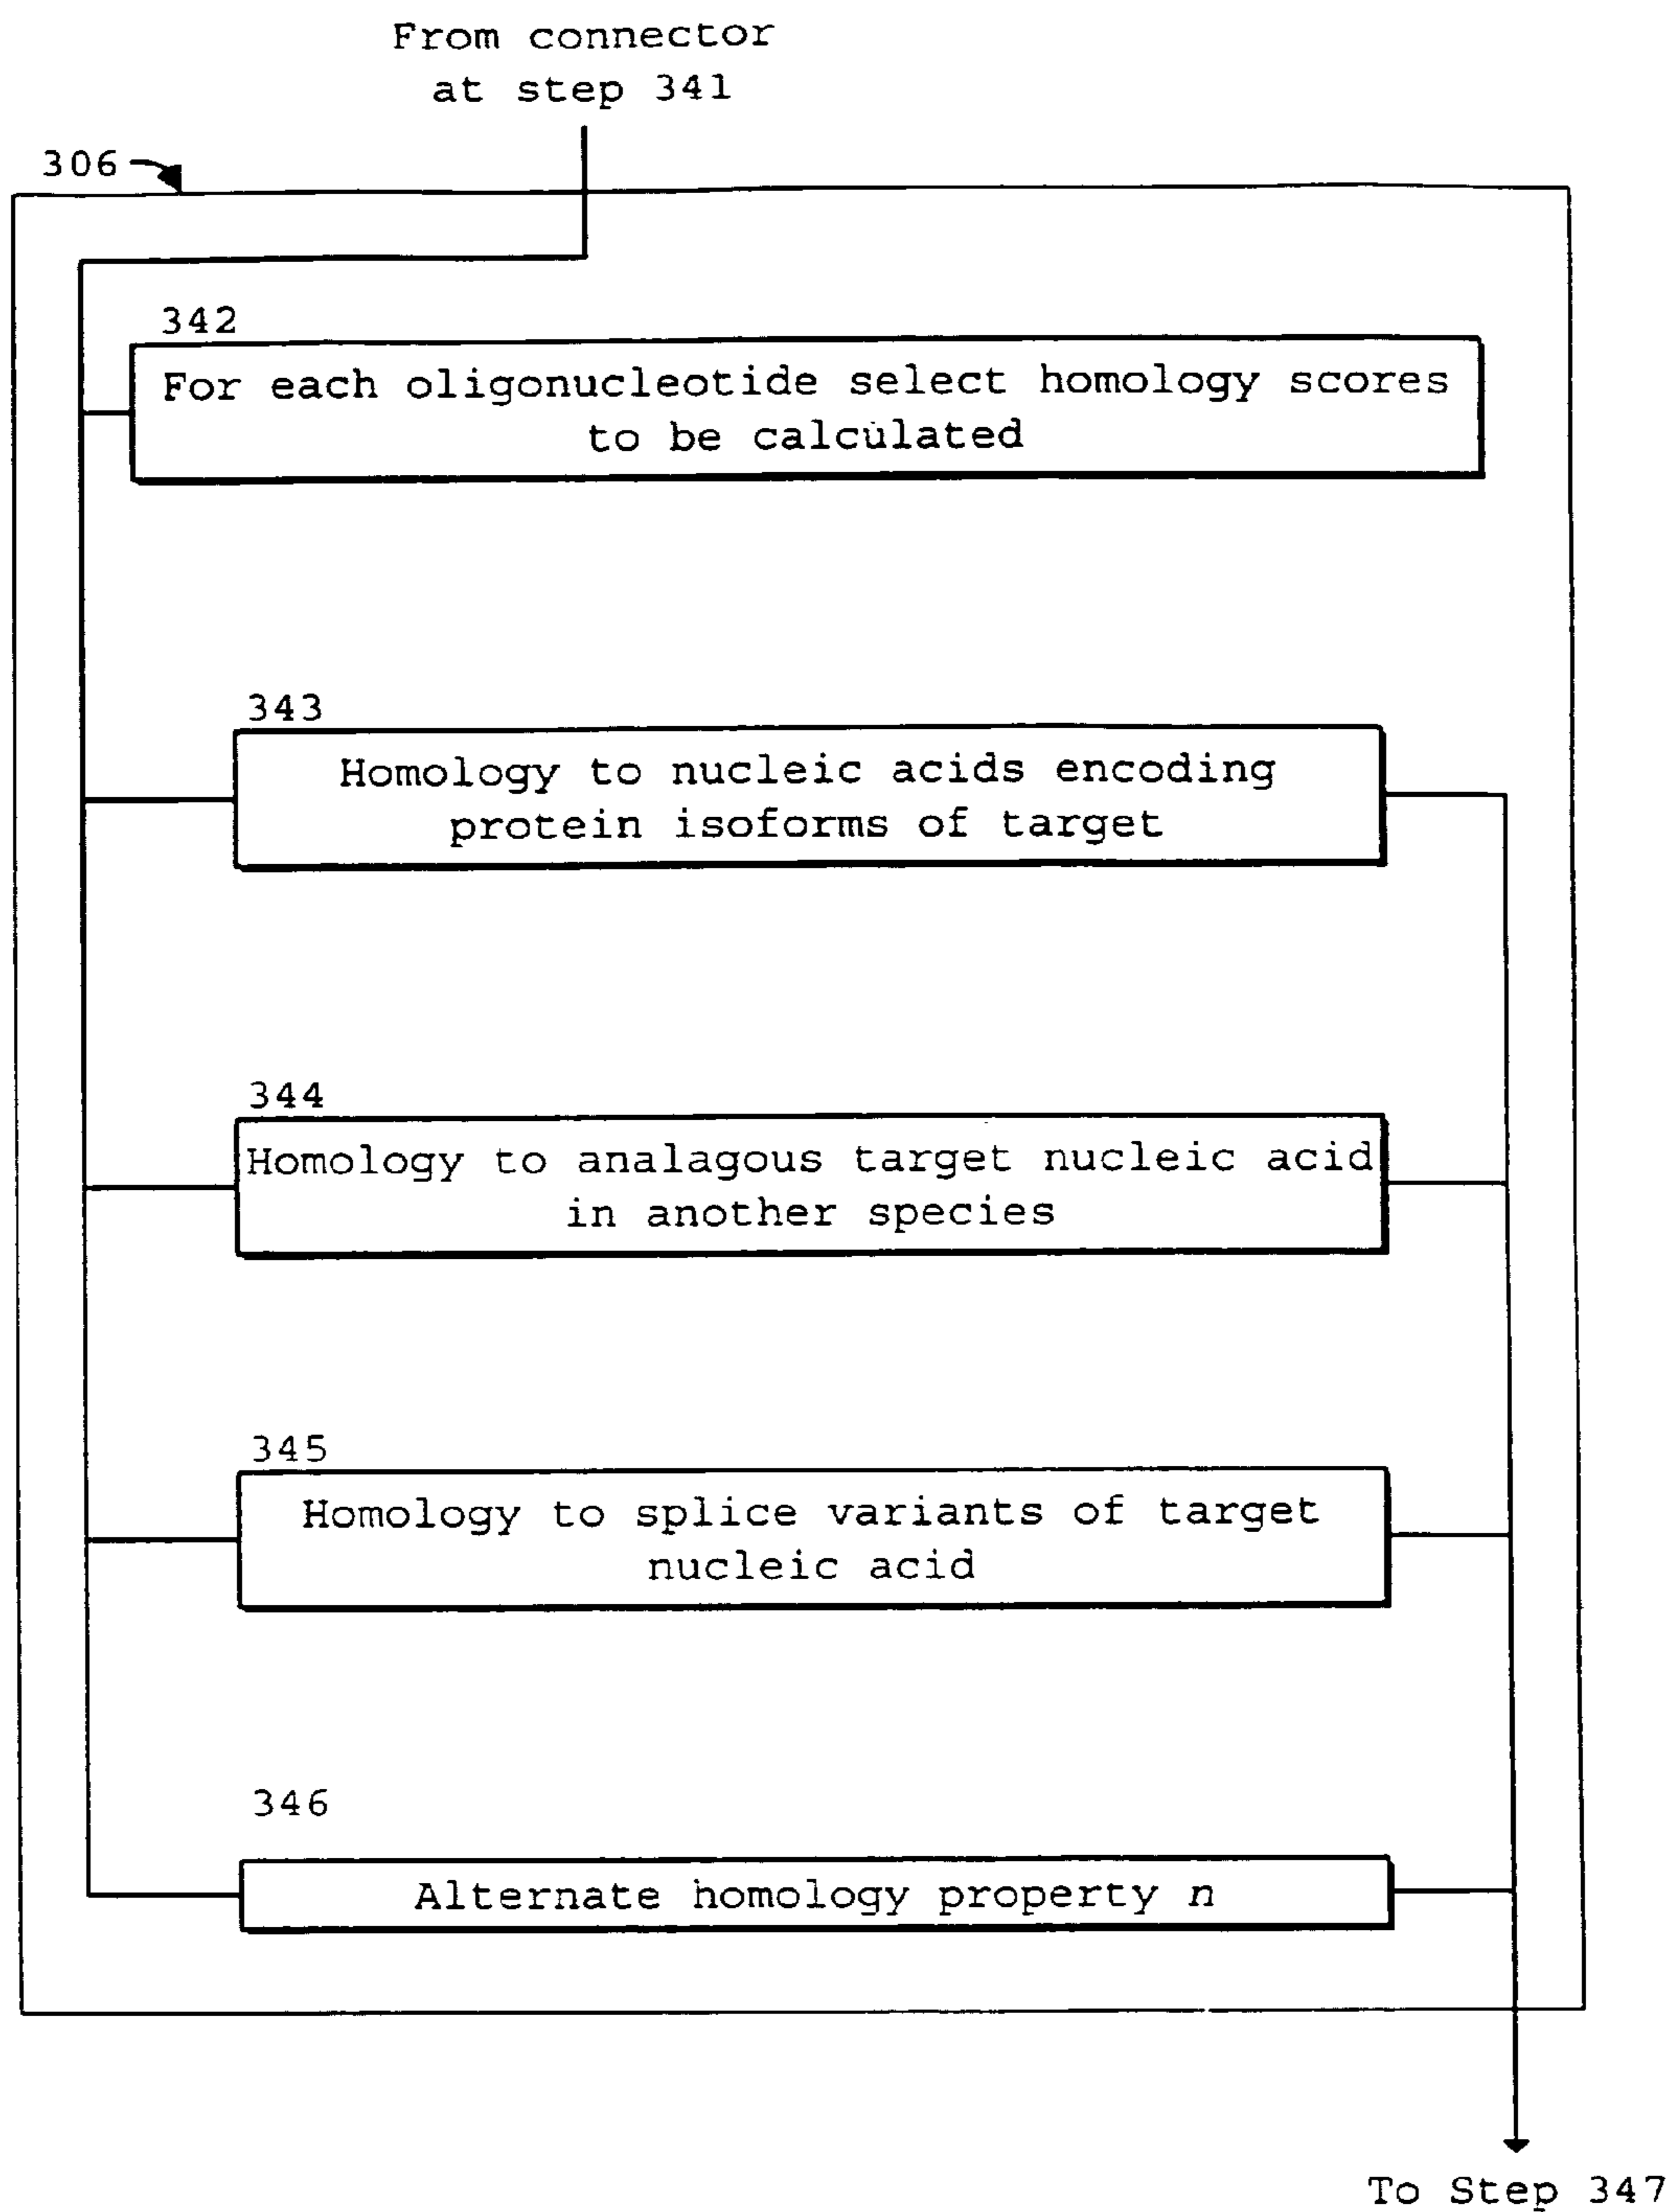 From connector
at step 341
306
342
For each oligonucleotide select homology scores
to be calculated
343
Homology to nucleic acids encoding
protein isoforms of target
344
Homology to analagous target nucleic acid
in another species
345
Homology to splice variants of target
nucleic acid
346
Alternate homology property n
To Step 347